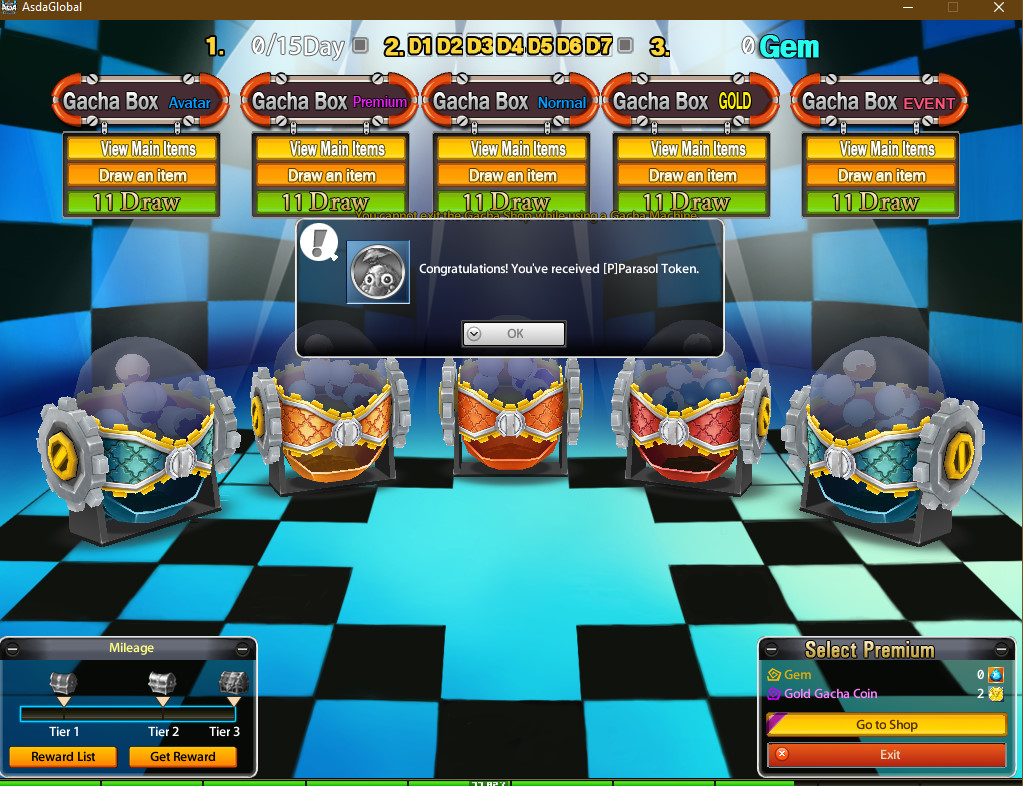 AsdaGlobal
1. 0/15Day 2. D1 D2 D3 D4 D5 D6 D7 3. 0 Gem
Gacha Box Avatar
Gacha Box Premium
Gacha Box Normal
Gacha Box GOLD
Gacha Box EVENT
View Main Items
View Main Items
View Main Items
View Main Items
View Main Items
Draw an item
Draw an item
Draw an item
Draw an item
Draw an item
11 Draw
11 Draw
11 Draw
11 Draw
11 Draw
You cannot exit the Gacha Shop while using a Gacha Machine.
Congratulations! You've received [P]Parasol Token.
OK
Mileage
Tier 1 Tier 2 Tier 3
Reward List Get Reward
Select Premium
Gem 0
Gold Gacha Coin 2
Go to Shop
Exit